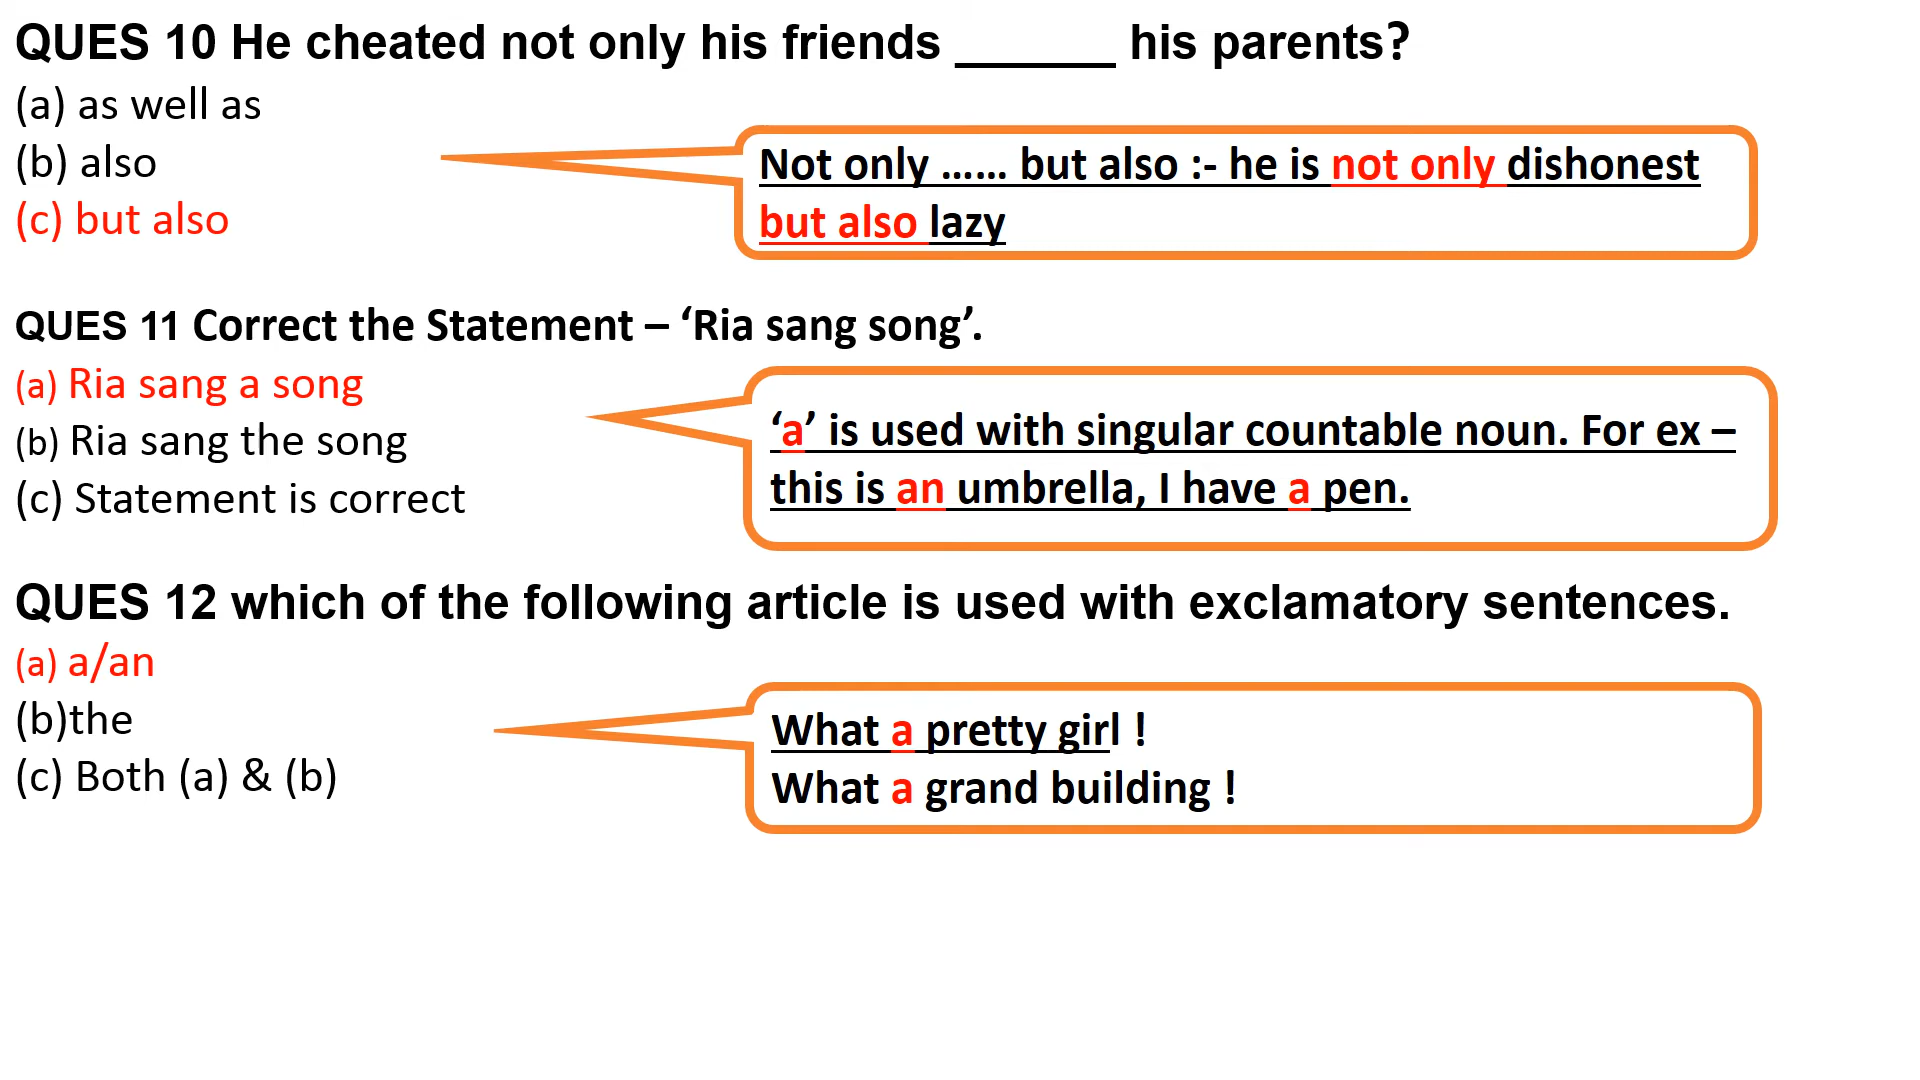 QUES 10 He cheated not only his friends ______ his parents?
(a) as well as
(b) also
(c) but also
Not only ...... but also :- he is not only dishonest
but also lazy
QUES 11 Correct the Statement – ‘Ria sang song’.
(a) Ria sang a song
(b) Ria sang the song
(c) Statement is correct
‘a’ is used with singular countable noun. For ex –
this is an umbrella, I have a pen.
QUES 12 which of the following article is used with exclamatory sentences.
(a) a/an
(b)the
(c) Both (a) & (b)
What a pretty girl !
What a grand building !